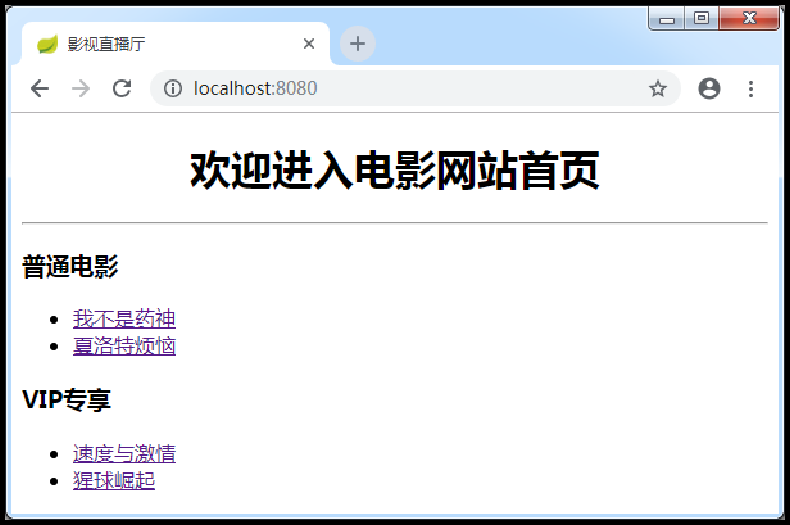 影视直播厅
localhost:8080
欢迎进入电影网站首页
普通电影
我不是药神
夏洛特烦恼
VIP专享
速度与激情
猩球崛起